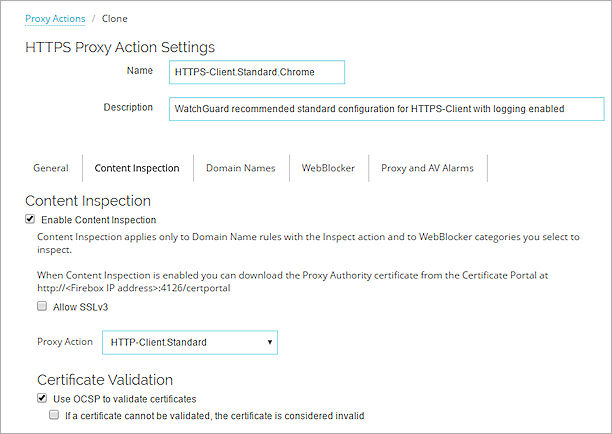 Proxy Actions / Clone
HTTPS Proxy Action Settings
Name HTTPS-Client.Standard.Chrome
Description WatchGuard recommended standard configuration for HTTPS-Client with logging enabled
General Content Inspection Domain Names WebBlocker Proxy and AV Alarms
Content Inspection
Enable Content Inspection
Content Inspection applies only to Domain Name rules with the Inspect action and to WebBlocker categories you select to
inspect.
When Content Inspection is enabled you can download the Proxy Authority certificate from the Certificate Portal at
http://<Firebox IP address>:4126/certportal
Allow SSLv3
Proxy Action HTTP-Client.Standard
Certificate Validation
Use OCSP to validate certificates
If a certificate cannot be validated, the certificate is considered invalid